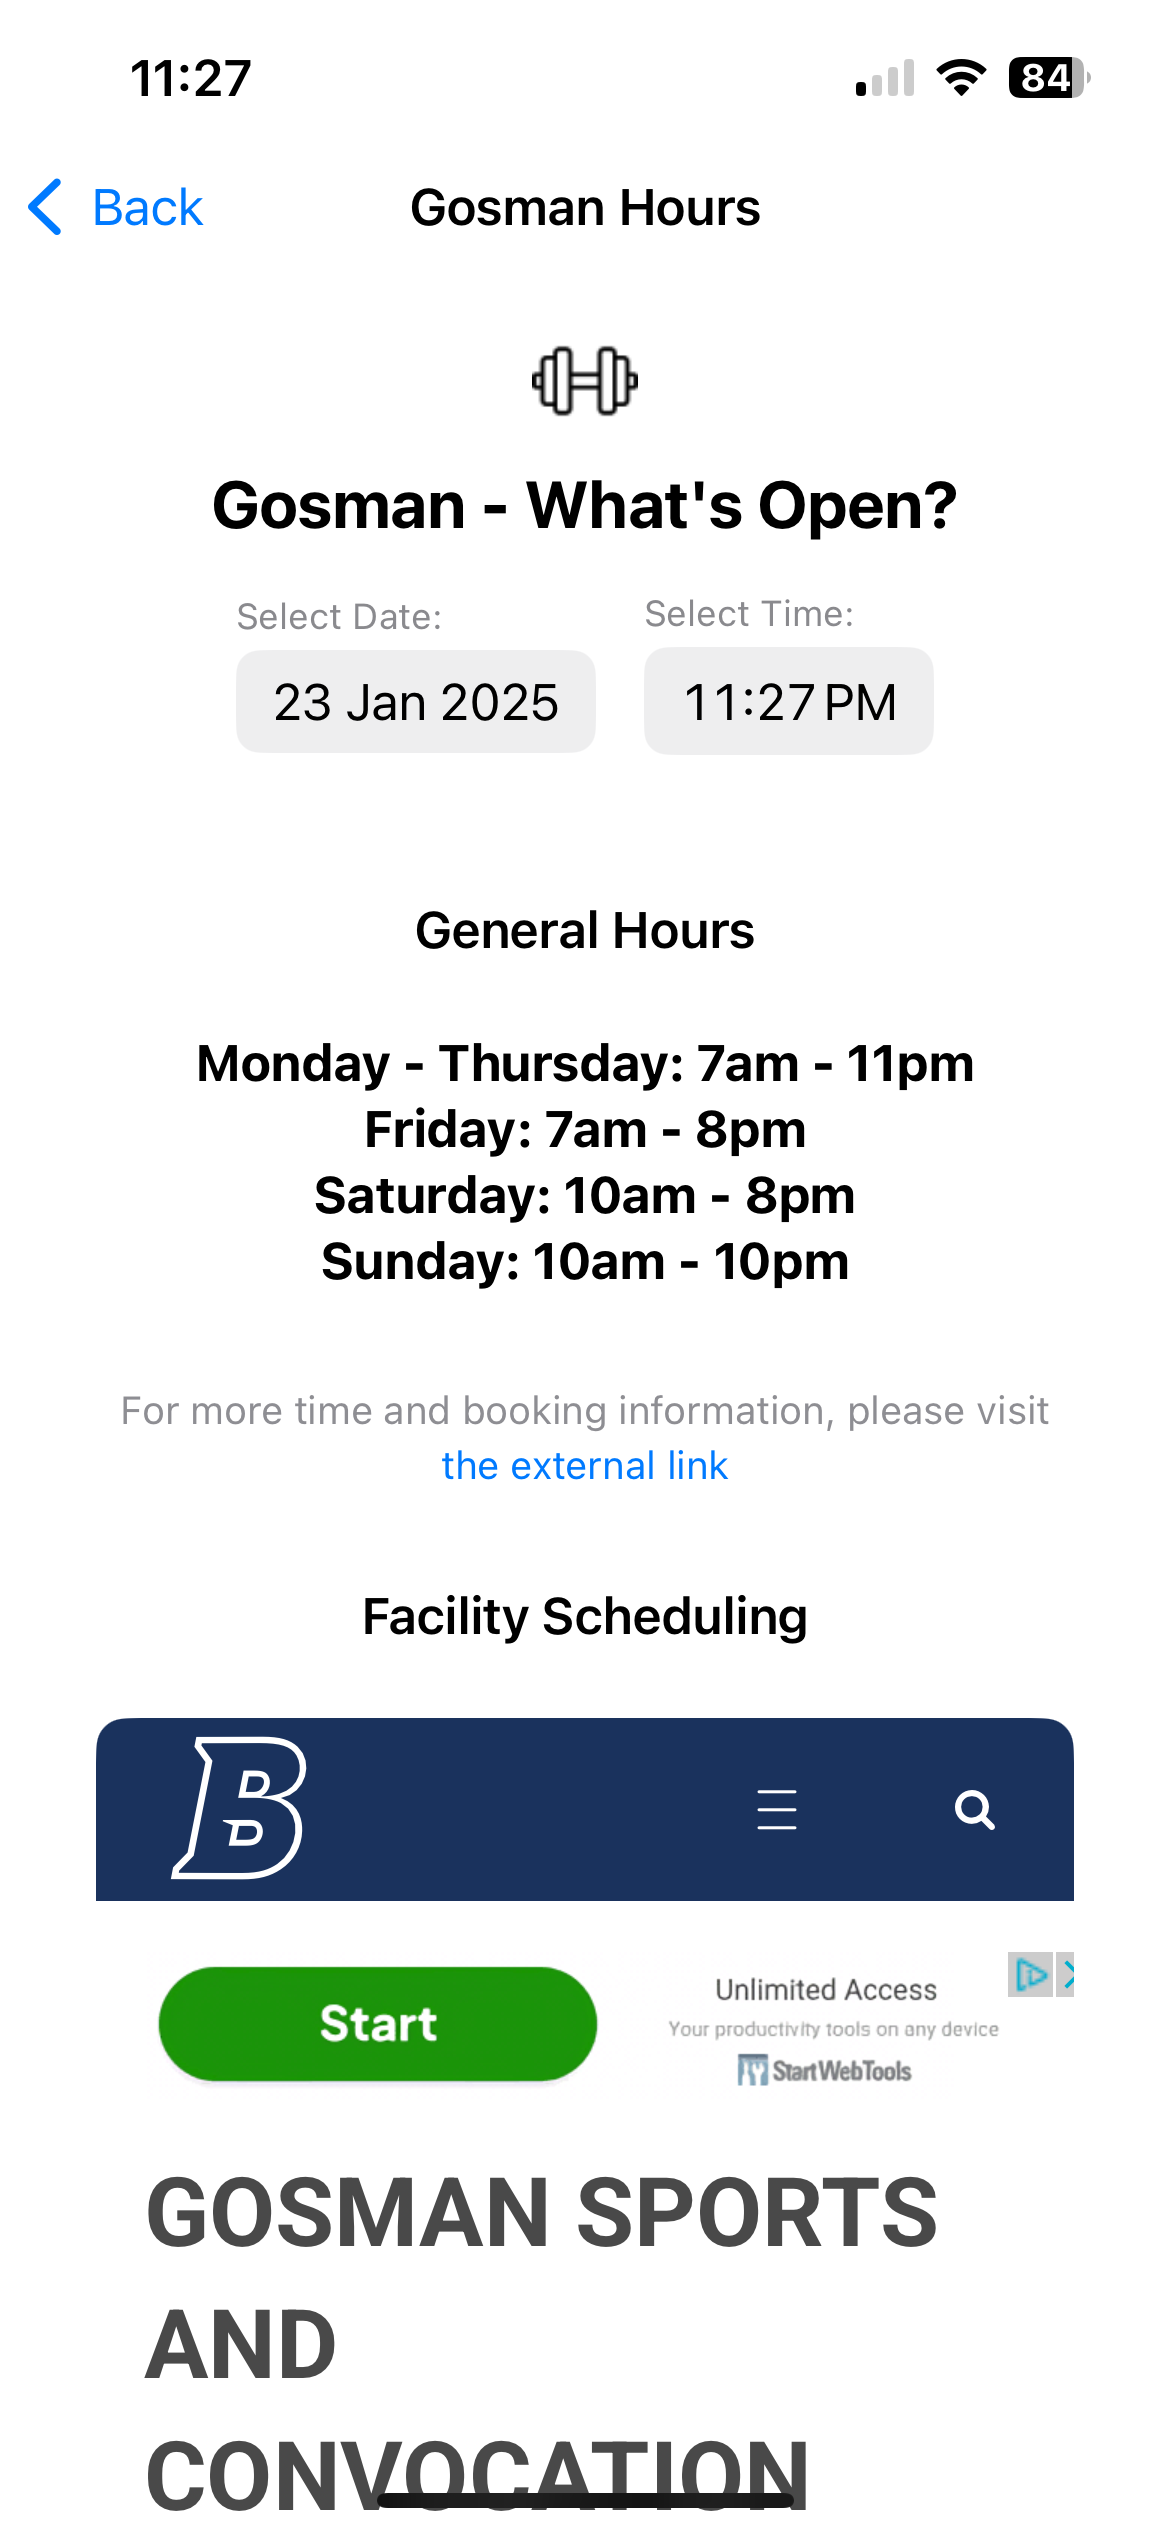 11:27
84
Back
Gosman Hours
Gosman - What's Open?
Select Date:
Select Time:
23 Jan 2025
11:27 PM
General Hours
Monday - Thursday: 7am - 11pm
Friday: 7am - 8pm
Saturday: 10am - 8pm
Sunday: 10am - 10pm
For more time and booking information, please visit
the external link
Facility Scheduling
B
B
Start
Unlimited Access
Your productivity tools on any device
StartWebTools
GOSMAN SPORTS
AND
CONVOCATION